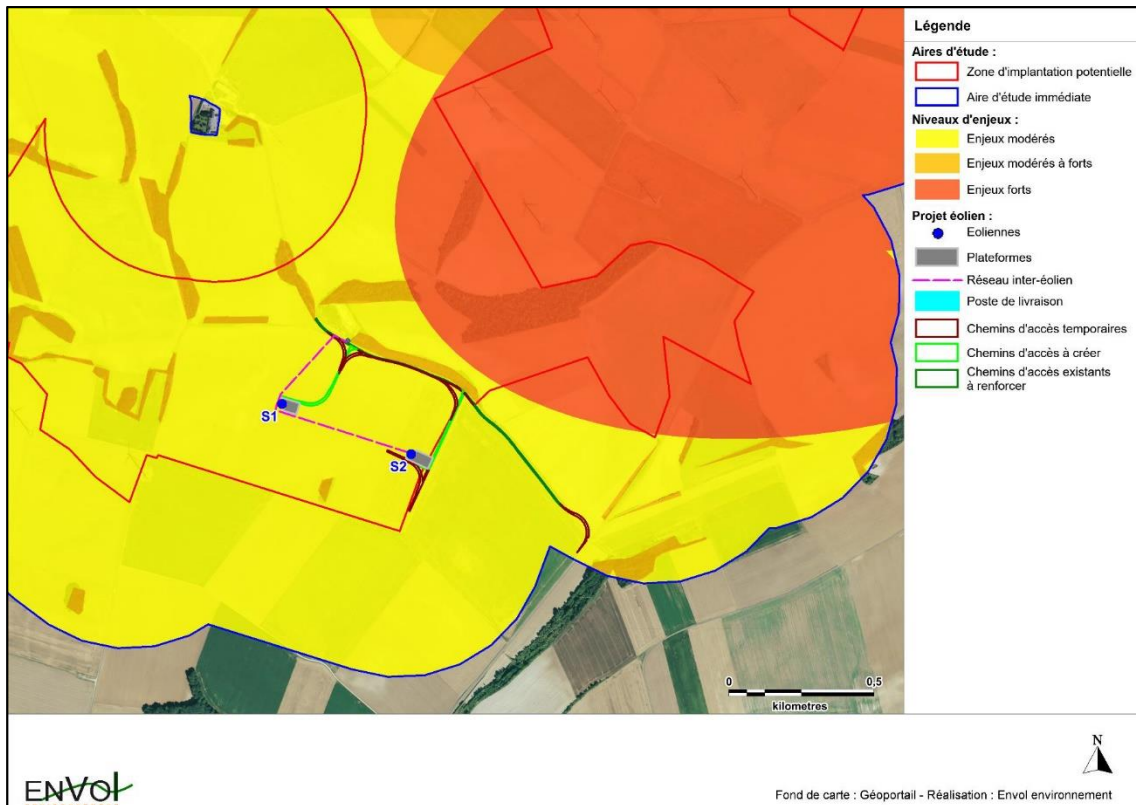 Légende
Aires d'étude :
Zone d'implantation potentielle
Aire d'étude immédiate
Niveaux d'enjeux :
Enjeux modérés
Enjeux modérés à forts
Enjeux forts
Projet éolien :
Eoliennes
Plateformes
Réseau inter-éolien
Poste de livraison
Chemins d'accès temporaires
Chemins d'accès à créer
Chemins d'accès existants
à renforcer
S1
S2
0 0,5
kilometres
N
ENVOl
Fond de carte : Géoportail - Réalisation : Envol environnement